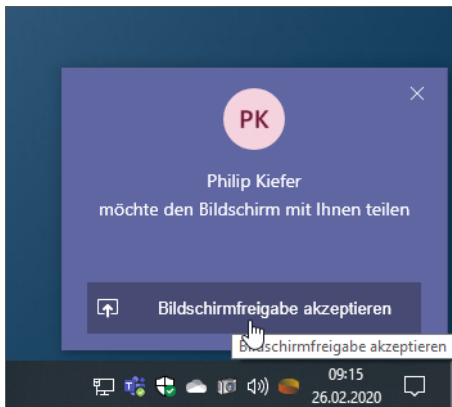 PK
Philip Kiefer
möchte den Bildschirm mit Ihnen teilen
Bildschirmfreigabe akzeptieren
Bildschirmfreigabe akzeptieren
09:15
26.02.2020